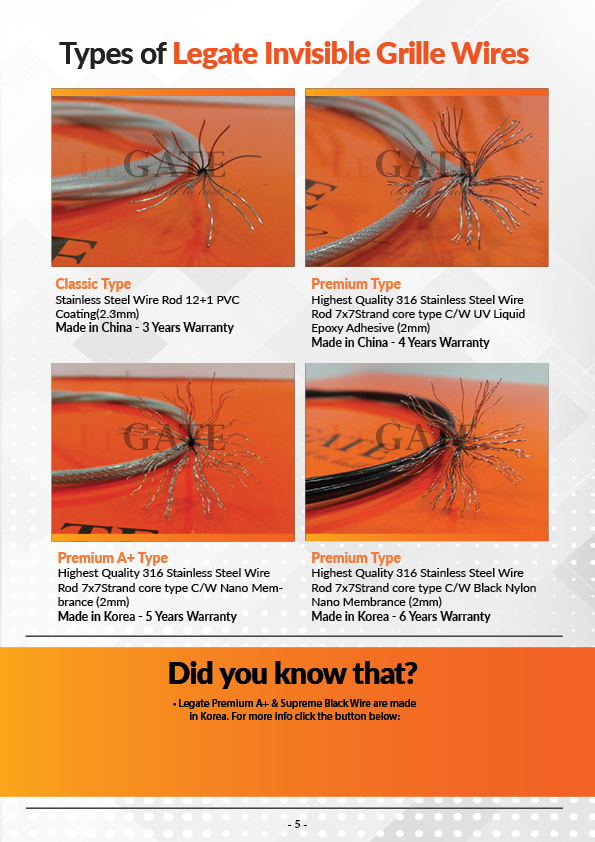 Types of Legate Invisible Grille Wires
LEGATE
LEGATE
Classic Type
Stainless Steel Wire Rod 12+1 PVC
Coating(2.3mm)
Made in China - 3 Years Warranty
Premium Type
Highest Quality 316 Stainless Steel Wire
Rod 7x7Strand core type C/W UV Liquid
Epoxy Adhesive (2mm)
Made in China - 4 Years Warranty
LEGATE
GATE
Premium A+ Type
Highest Quality 316 Stainless Steel Wire
Rod 7x7Strand core type C/W Nano Mem-
brance (2mm)
Made in Korea - 5 Years Warranty
Premium Type
Highest Quality 316 Stainless Steel Wire
Rod 7x7Strand core type C/W Black Nylon
Nano Membrance (2mm)
Made in Korea - 6 Years Warranty
Did you know that?
• Legate Premium A+ & Supreme Black Wire are made
in Korea. For more info click the button below:
- 5 -